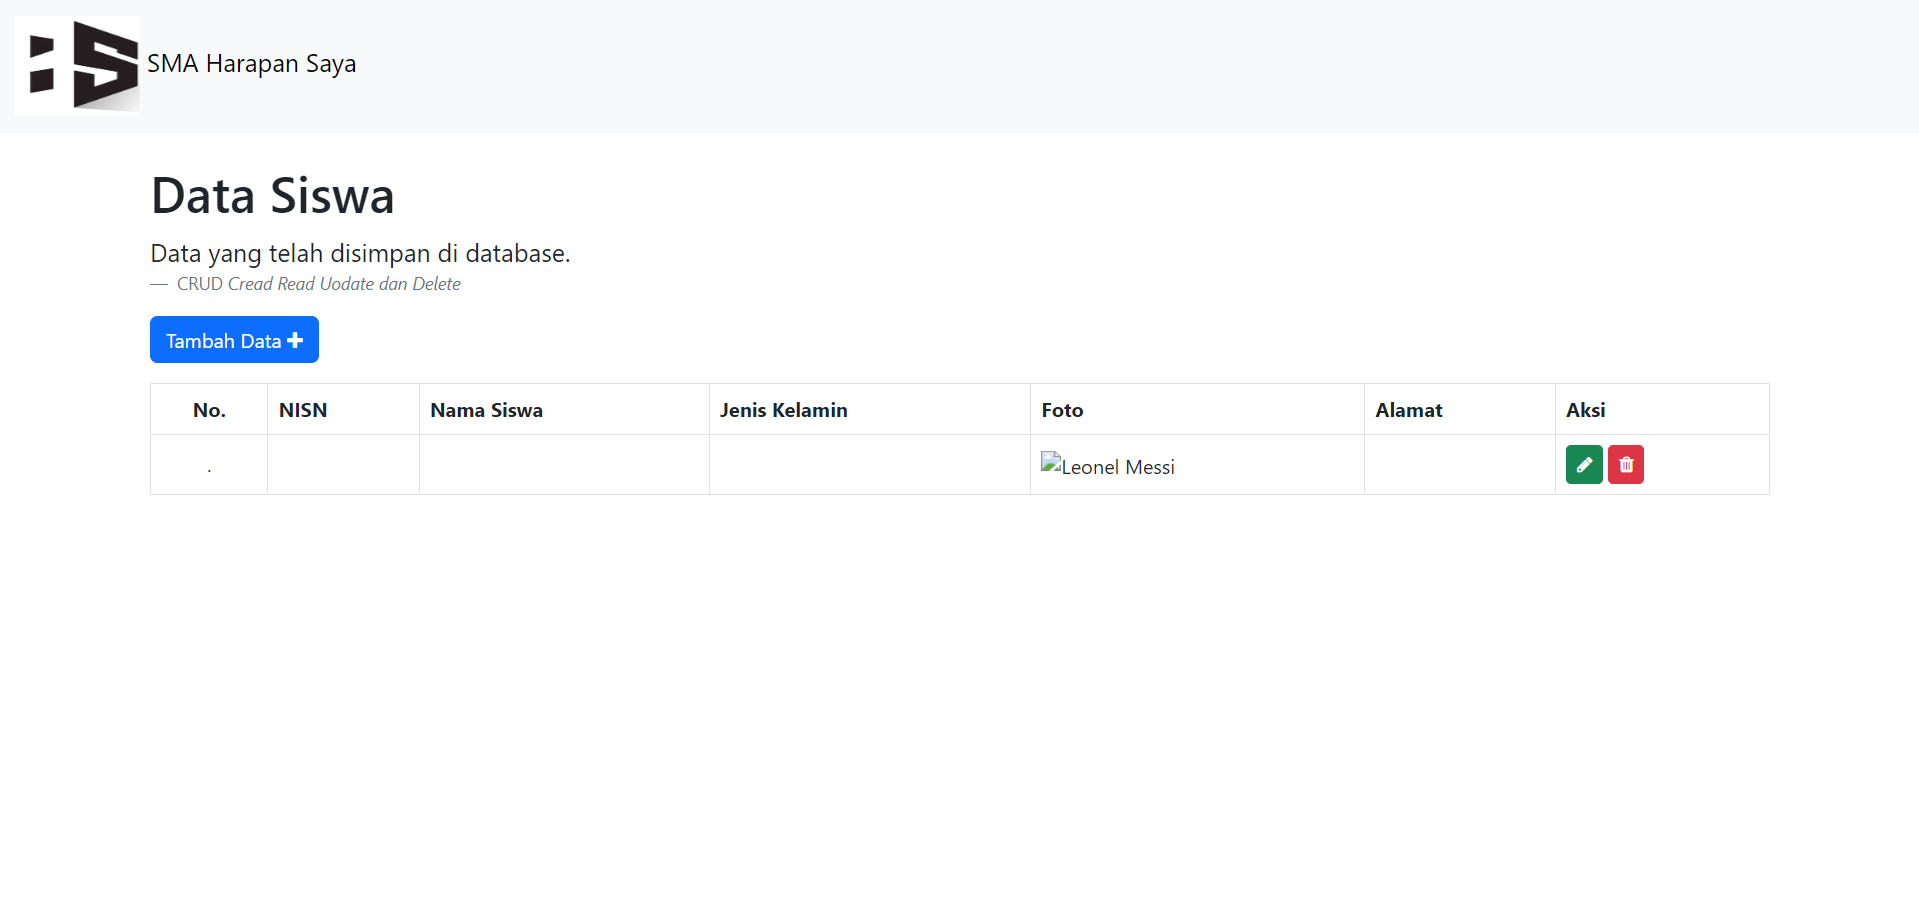 SMA Harapan Saya
Data Siswa
Data yang telah disimpan di database.
— CRUD Cread Read Uodate dan Delete
Tambah Data
No. NISN Nama Siswa Jenis Kelamin Foto Alamat Aksi
. Leonel Messi